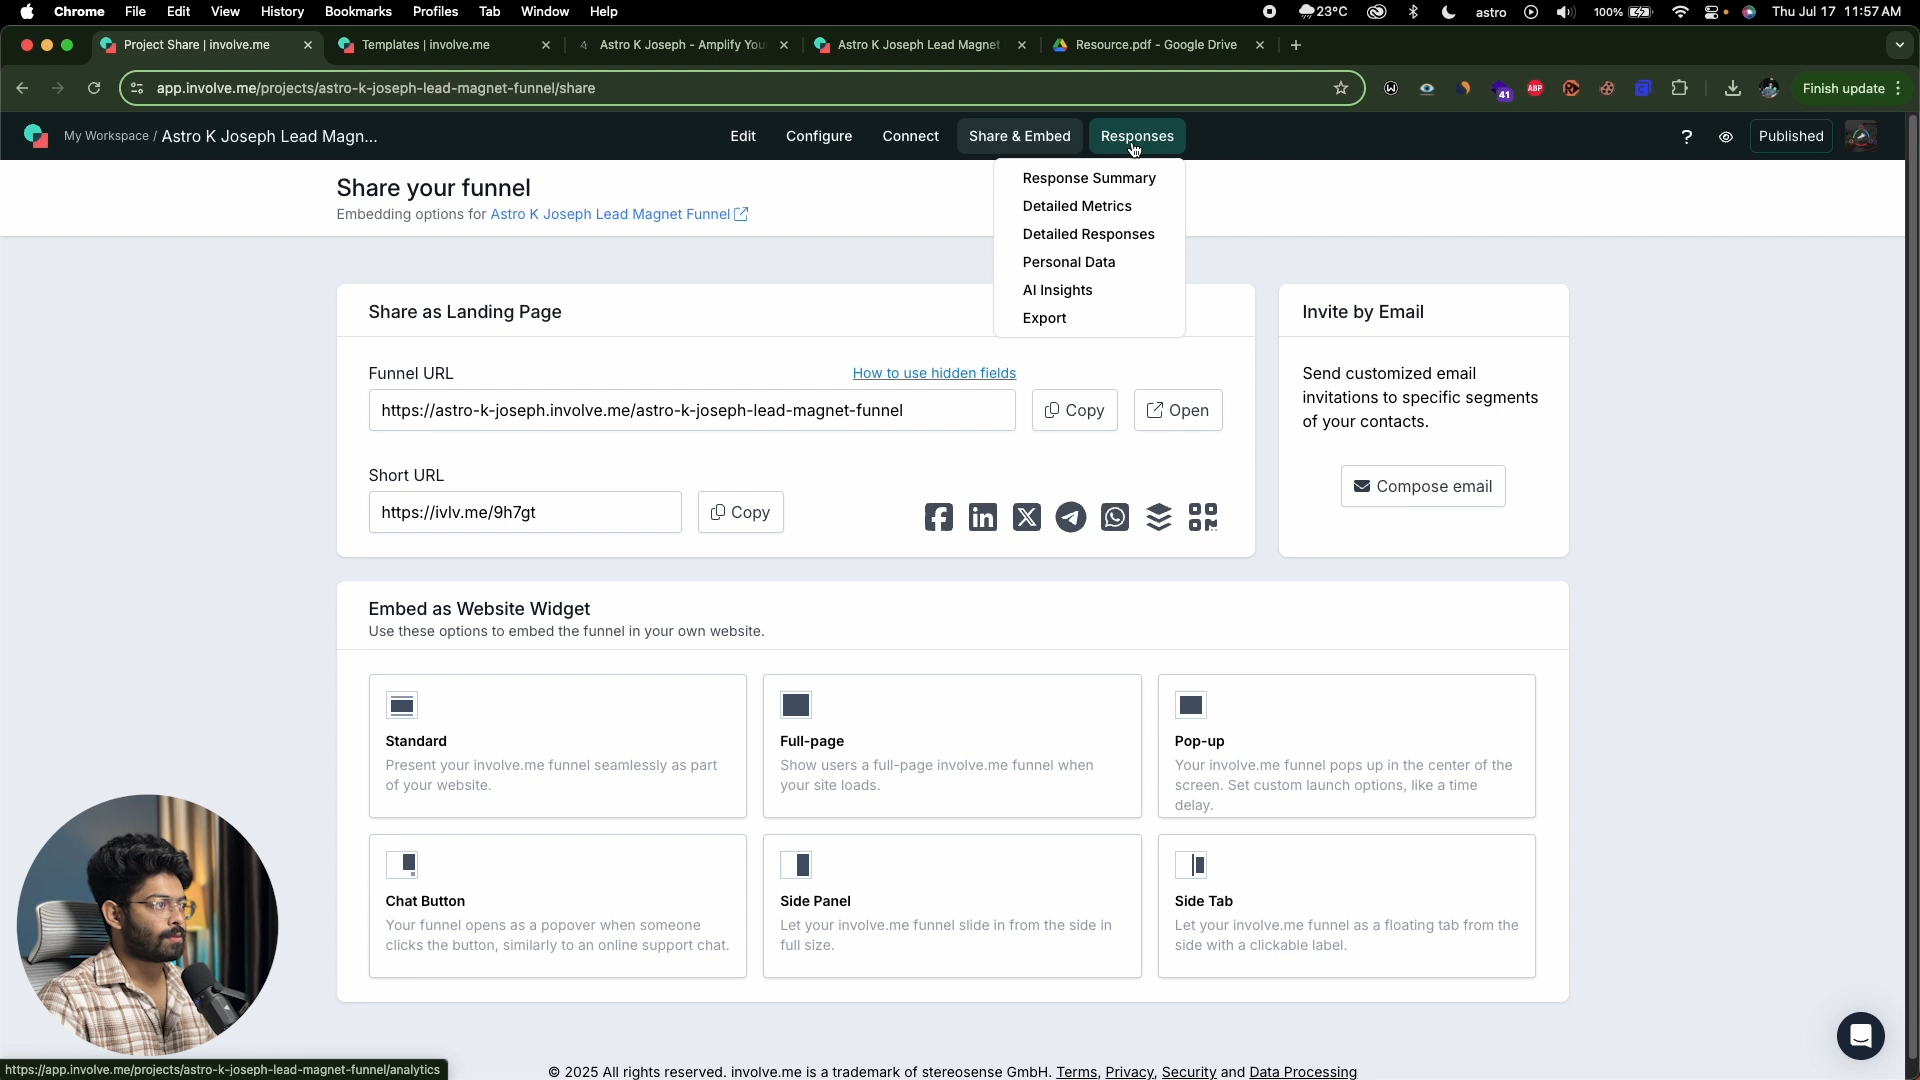 Chrome File Edit View History Bookmarks Profiles Tab Window Help 23°C astro 100% Thu Jul 17 11:57 AM
Project Share | involve.me Templates | involve.me Astro K Joseph - Amplify You Astro K Joseph Lead Magnet Resource.pdf - Google Drive
app.involve.me/projects/astro-k-joseph-lead-magnet-funnel/share 41 ABP Finish update
My Workspace / Astro K Joseph Lead Magn... Edit Configure Connect Share & Embed Responses ? Published
Response Summary
Detailed Metrics
Detailed Responses
Personal Data
AI Insights
Export
Share your funnel
Embedding options for Astro K Joseph Lead Magnet Funnel
Share as Landing Page
Funnel URL How to use hidden fields
https://astro-k-joseph.involve.me/astro-k-joseph-lead-magnet-funnel Copy Open
Short URL
https://ivlv.me/9h7gt Copy
Invite by Email
Send customized email
invitations to specific segments
of your contacts.
Compose email
Embed as Website Widget
Use these options to embed the funnel in your own website.
Standard
Present your involve.me funnel seamlessly as part
of your website.
Full-page
Show users a full-page involve.me funnel when
your site loads.
Pop-up
Your involve.me funnel pops up in the center of the
screen. Set custom launch options, like a time
delay.
Chat Button
Your funnel opens as a popover when someone
clicks the button, similarly to an online support chat.
Side Panel
Let your involve.me funnel slide in from the side in
full size.
Side Tab
Let your involve.me funnel as a floating tab from the
side with a clickable label.
https://app.involve.me/projects/astro-k-joseph-lead-magnet-funnel/analytics
© 2025 All rights reserved. involve.me is a trademark of stereosense GmbH. Terms, Privacy, Security and Data Processing